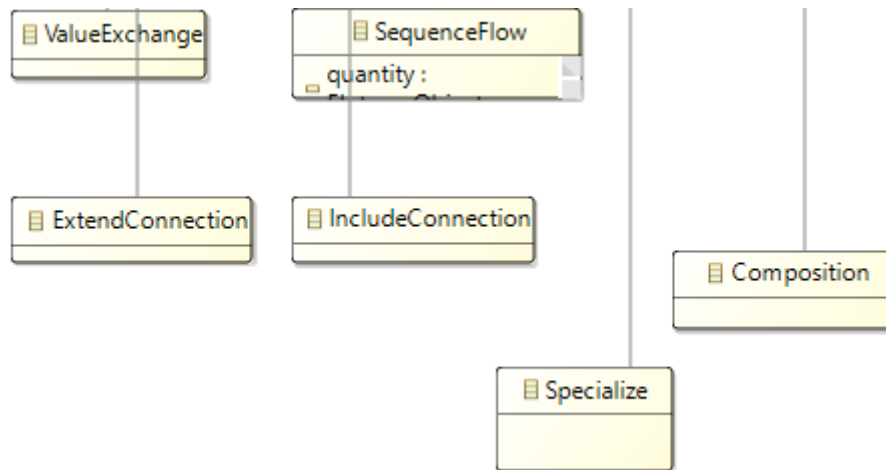 ValueExchange
SequenceFlow
quantity :
ExtendConnection
IncludeConnection
Composition
Specialize